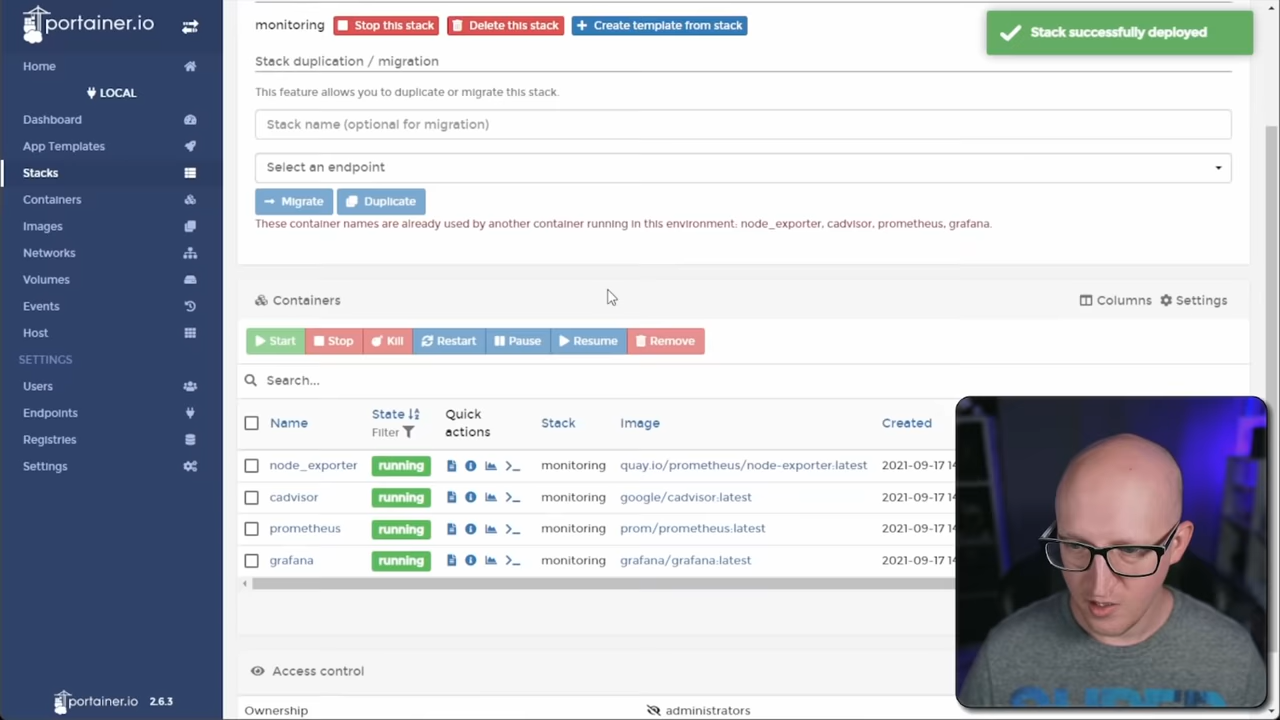 portainer.io
Home
LOCAL
Dashboard
App Templates
Stacks
Containers
Images
Networks
Volumes
Events
Host
SETTINGS
Users
Endpoints
Registries
Settings
portainer.io 2.6.3
monitoring Stop this stack Delete this stack + Create template from stack
Stack successfully deployed
Stack duplication / migration
This feature allows you to duplicate or migrate this stack.
Stack name (optional for migration)
Select an endpoint
→ Migrate Duplicate
These container names are already used by another container running in this environment: node_exporter, cadvisor, prometheus, grafana.
Containers Columns Settings
Start Stop Kill Restart Pause Resume Remove
Search...
Name State Filter Quick actions Stack Image Created
node_exporter running >_ monitoring quay.io/prometheus/node-exporter:latest 2021-09-17
cadvisor running >_ monitoring google/cadvisor:latest 2021-09-17
prometheus running >_ monitoring prom/prometheus:latest 2021-09-17
grafana running >_ monitoring grafana/grafana:latest 2021-09-17
Access control
Ownership administrators